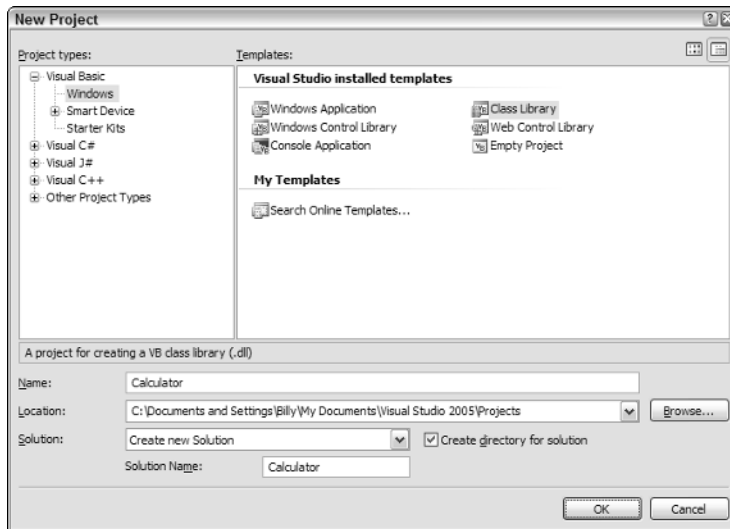 New Project
Project types:
Templates:
Visual Basic
Windows
Smart Device
Starter Kits
Visual C#
Visual J#
Visual C++
Other Project Types
Visual Studio installed templates
Windows Application
Class Library
Windows Control Library
Web Control Library
Console Application
Empty Project
My Templates
Search Online Templates...
A project for creating a VB class library (.dll)
Name:
Calculator
Location:
C:\Documents and Settings\Billy\My Documents\Visual Studio 2005\Projects
Browse...
Solution:
Create new Solution
Create directory for solution
Solution Name:
Calculator
OK
Cancel